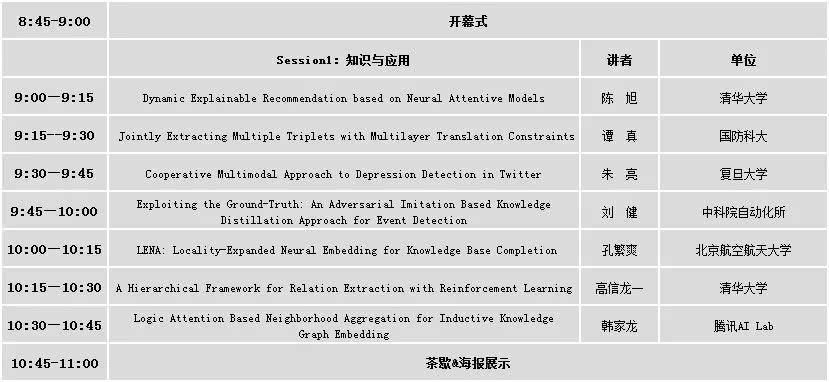 8:45-9:00 开幕式
Session1: 知识与应用 讲者 单位
9:00—9:15 Dynamic Explainable Recommendation based on Neural Attentive Models 陈 旭 清华大学
9:15--9:30 Jointly Extracting Multiple Triplets with Multilayer Translation Constraints 谭 真 国防科大
9:30—9:45 Cooperative Multimodal Approach to Depression Detection in Twitter 朱 亮 复旦大学
9:45—10:00 Exploiting the Ground-Truth: An Adversarial Imitation Based Knowledge
Distillation Approach for Event Detection 刘 健 中科院自动化所
10:00—10:15 LENA: Locality-Expanded Neural Embedding for Knowledge Base Completion 孔繁爽 北京航空航天大学
10:15—10:30 A Hierarchical Framework for Relation Extraction with Reinforcement Learning 高信龙一 清华大学
10:30—10:45 Logic Attention Based Neighborhood Aggregation for Inductive Knowledge
Graph Embedding 韩家龙 腾讯AI Lab
10:45-11:00 茶歇&海报展示